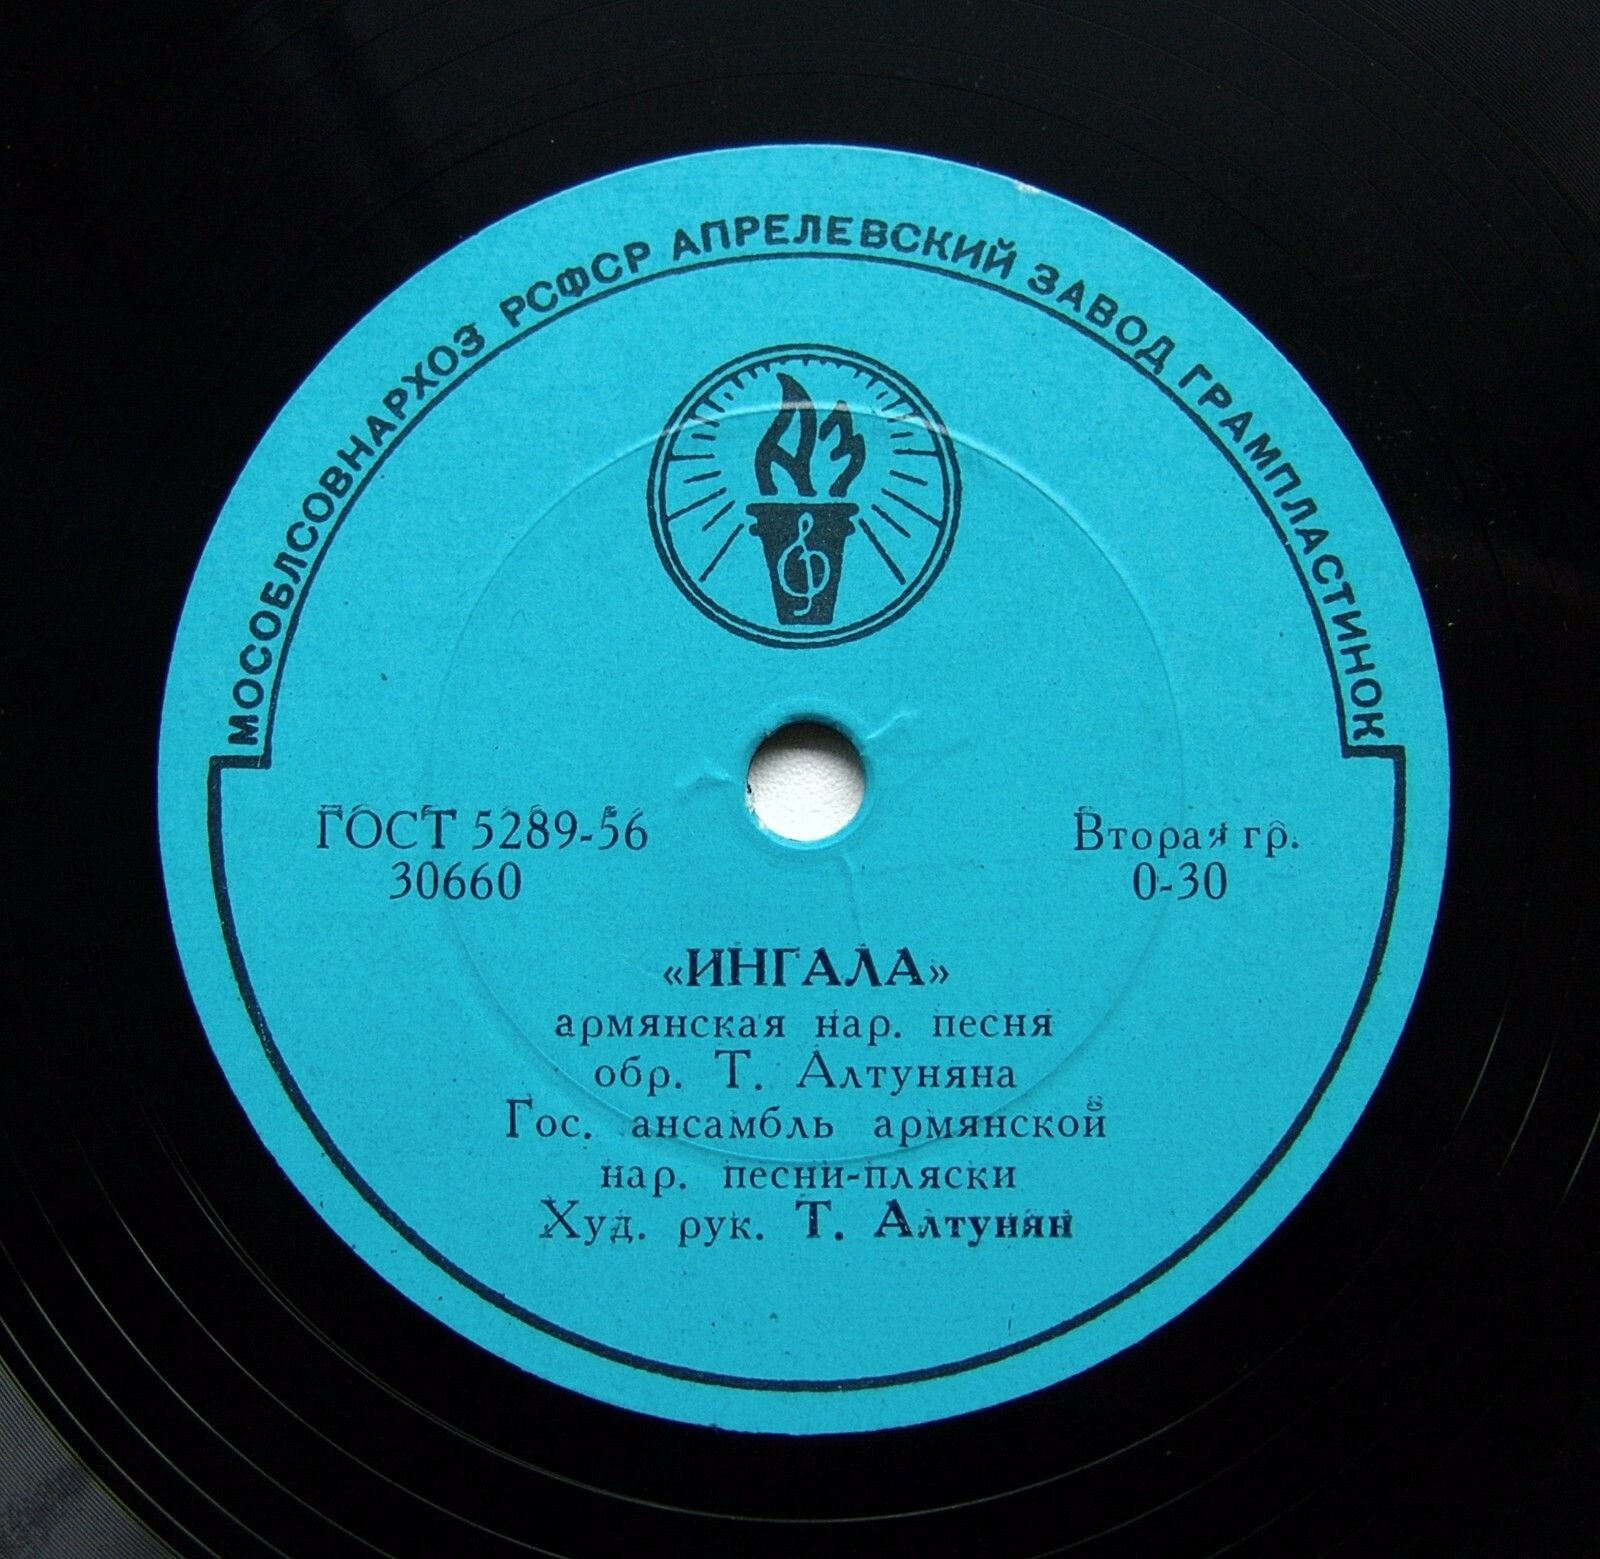 МОСОБЛСОВНАРХОЗ РСФСР АПРЕЛЕВСКИЙ ЗАВОД ГРАМПЛАСТИНОК
АЗ
ГОСТ 5289-56
30660
Вторая гр.
0-30
«ИНГАЛА»
армянская нар. песня
обр. Т. Алтуняна
Гос. ансамбль армянской
нар. песни-пляски
Худ. рук. Т. Алтунян